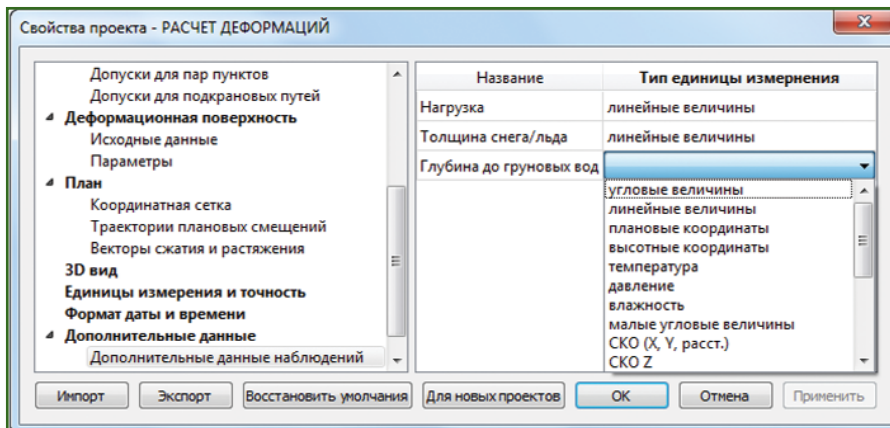 Свойства проекта - РАСЧЕТ ДЕФОРМАЦИЙ
Допуски для пар пунктов
Допуски для подкрановых путей
Деформационная поверхность
Исходные данные
Параметры
План
Координатная сетка
Траектории плановых смещений
Векторы сжатия и растяжения
3D вид
Единицы измерения и точность
Формат даты и времени
Дополнительные данные
Дополнительные данные наблюдений
Название Тип единицы измернения
Нагрузка линейные величины
Толщина снега/льда линейные величины
Глубина до груновых вод
угловые величины
линейные величины
плановые координаты
высотные координаты
температура
давление
влажность
малые угловые величины
СКО (X, Y, расст.)
СКО Z
Импорт Экспорт Восстановить умолчания Для новых проектов ОК Отмена Применить